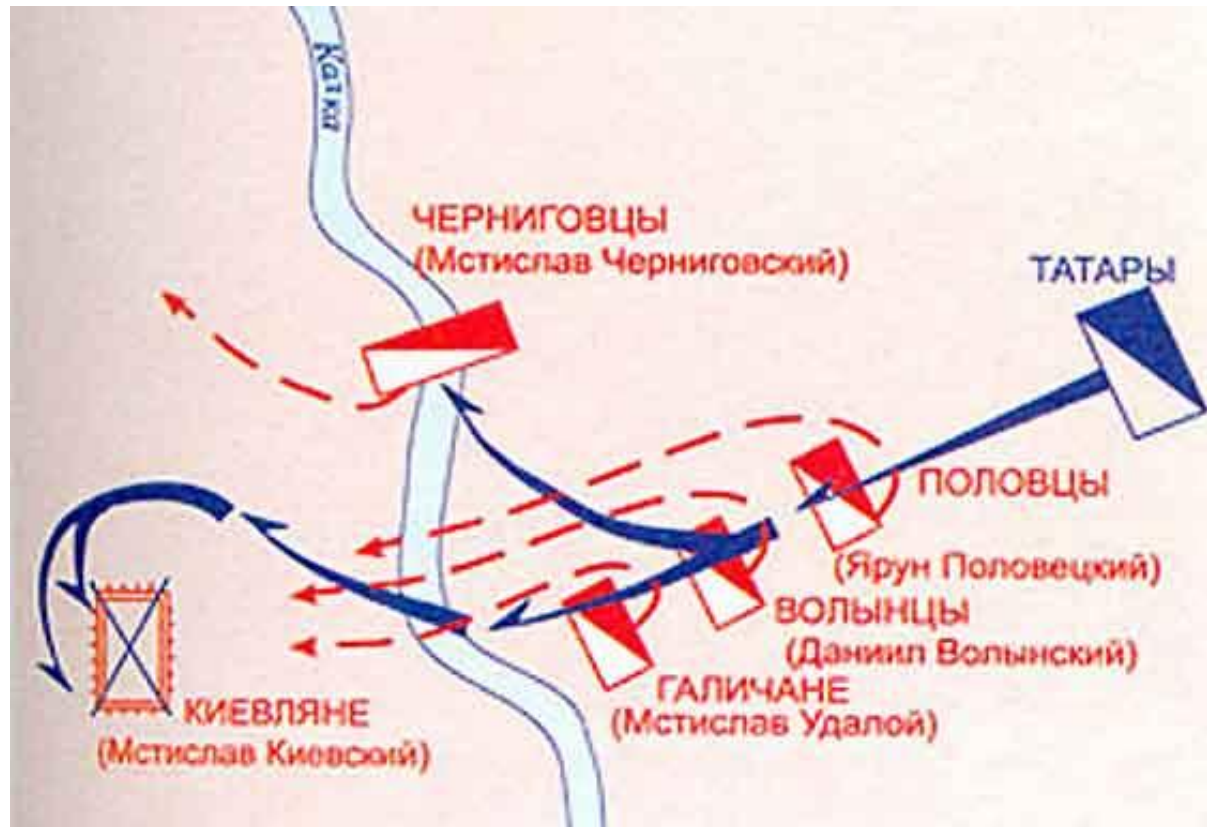 Калка
ЧЕРНИГОВЦЫ
(Мстислав Черниговский)
ТАТАРЫ
ПОЛОВЦЫ
(Ярун Половецкий)
ВОЛЫНЦЫ
(Даниил Волынский)
ГАЛИЧАНЕ
(Мстислав Удалой)
КИЕВЛЯНЕ
(Мстислав Киевский)